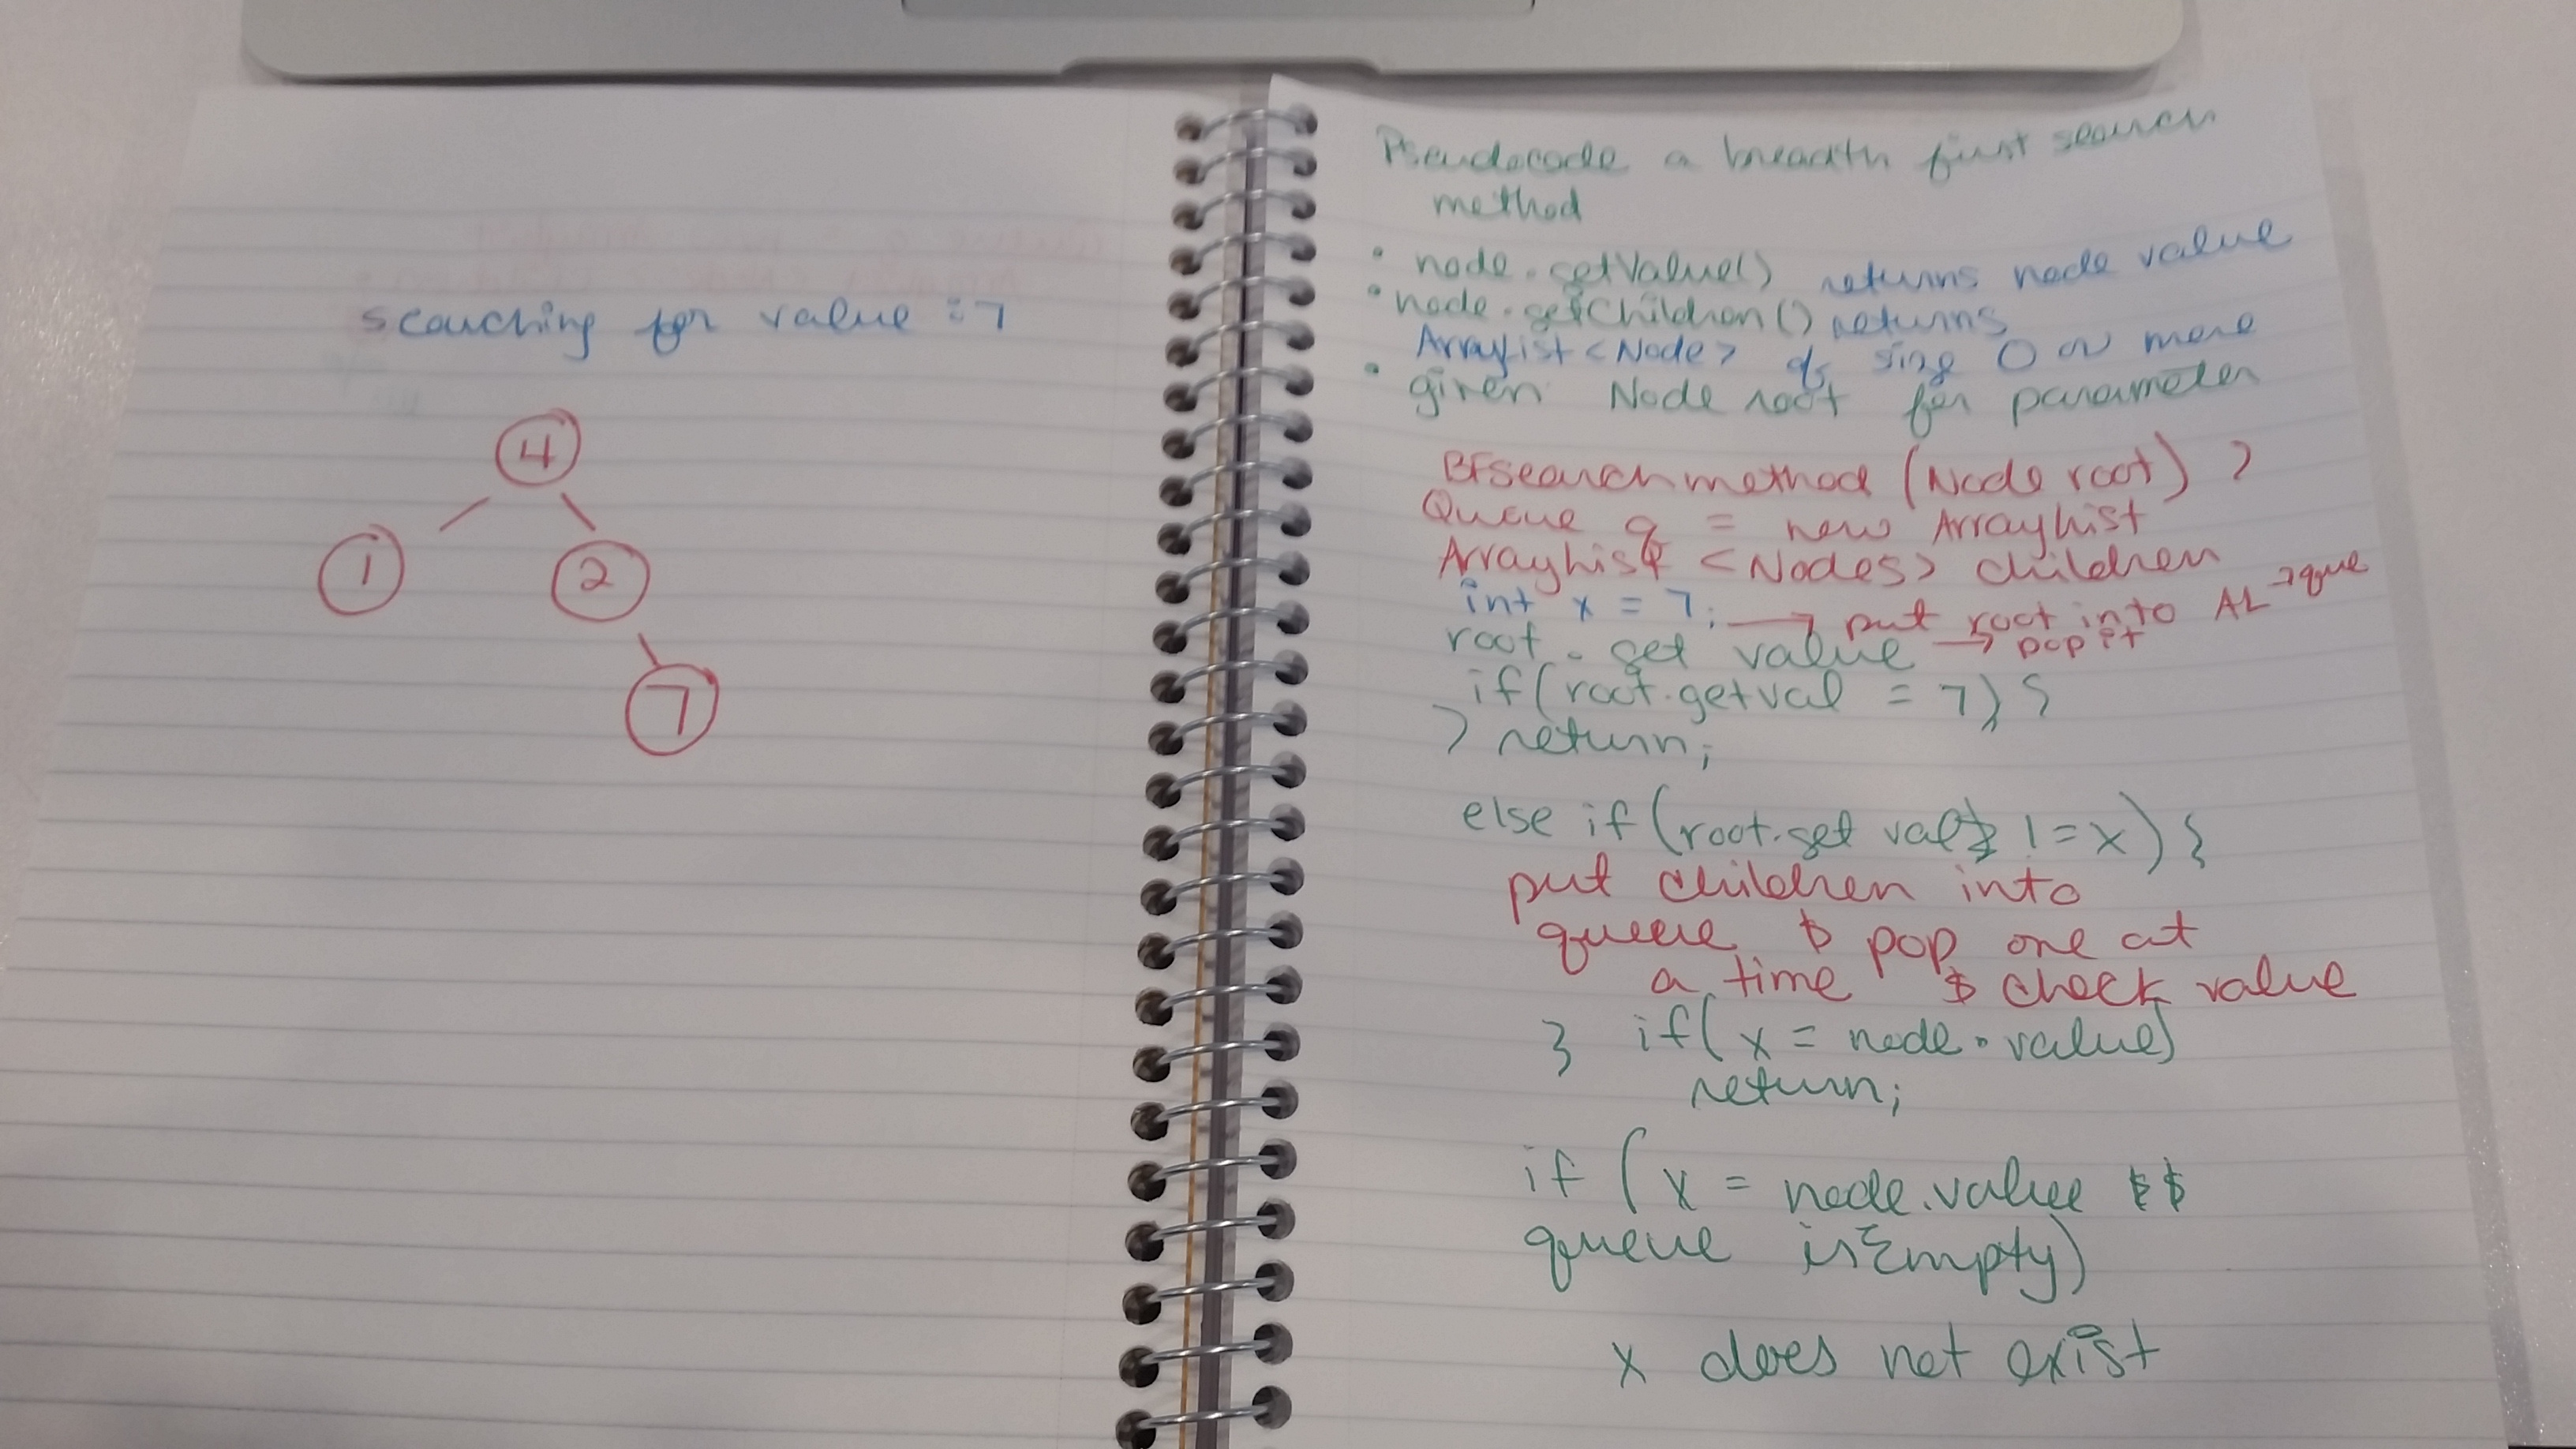 searching for value : 7
4
1
2
7
Pseudocode a breadth first search
method
• node.getValue() returns node value
• node.getChildren() returns
ArrayList <Node> of size 0 or more
• given Node root for parameter
BFsearchmethod (Node root) {
Queue q = new ArrayList
ArrayList <Nodes> children
int x = 7; → put root into AL → que
root.get value → pop it
if (root.getval = 7) {
} return;
else if (root.get val != x) {
put children into
queue & pop one at
a time & check value
} if (x = node.value)
return;
if (x = node.value &&
queue isEmpty)
x does not exist